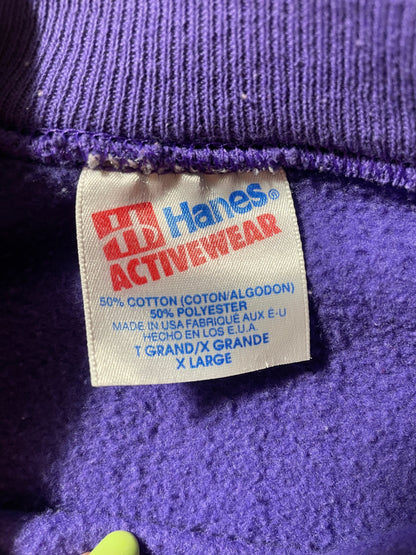 Hanes®
ACTIVEWEAR
50% COTTON (COTON/ALGODON)
50% POLYESTER
MADE IN USA FABRIQUÉ AUX É-U
HECHO EN LOS E.U.A.
T GRAND/X GRANDE
X LARGE